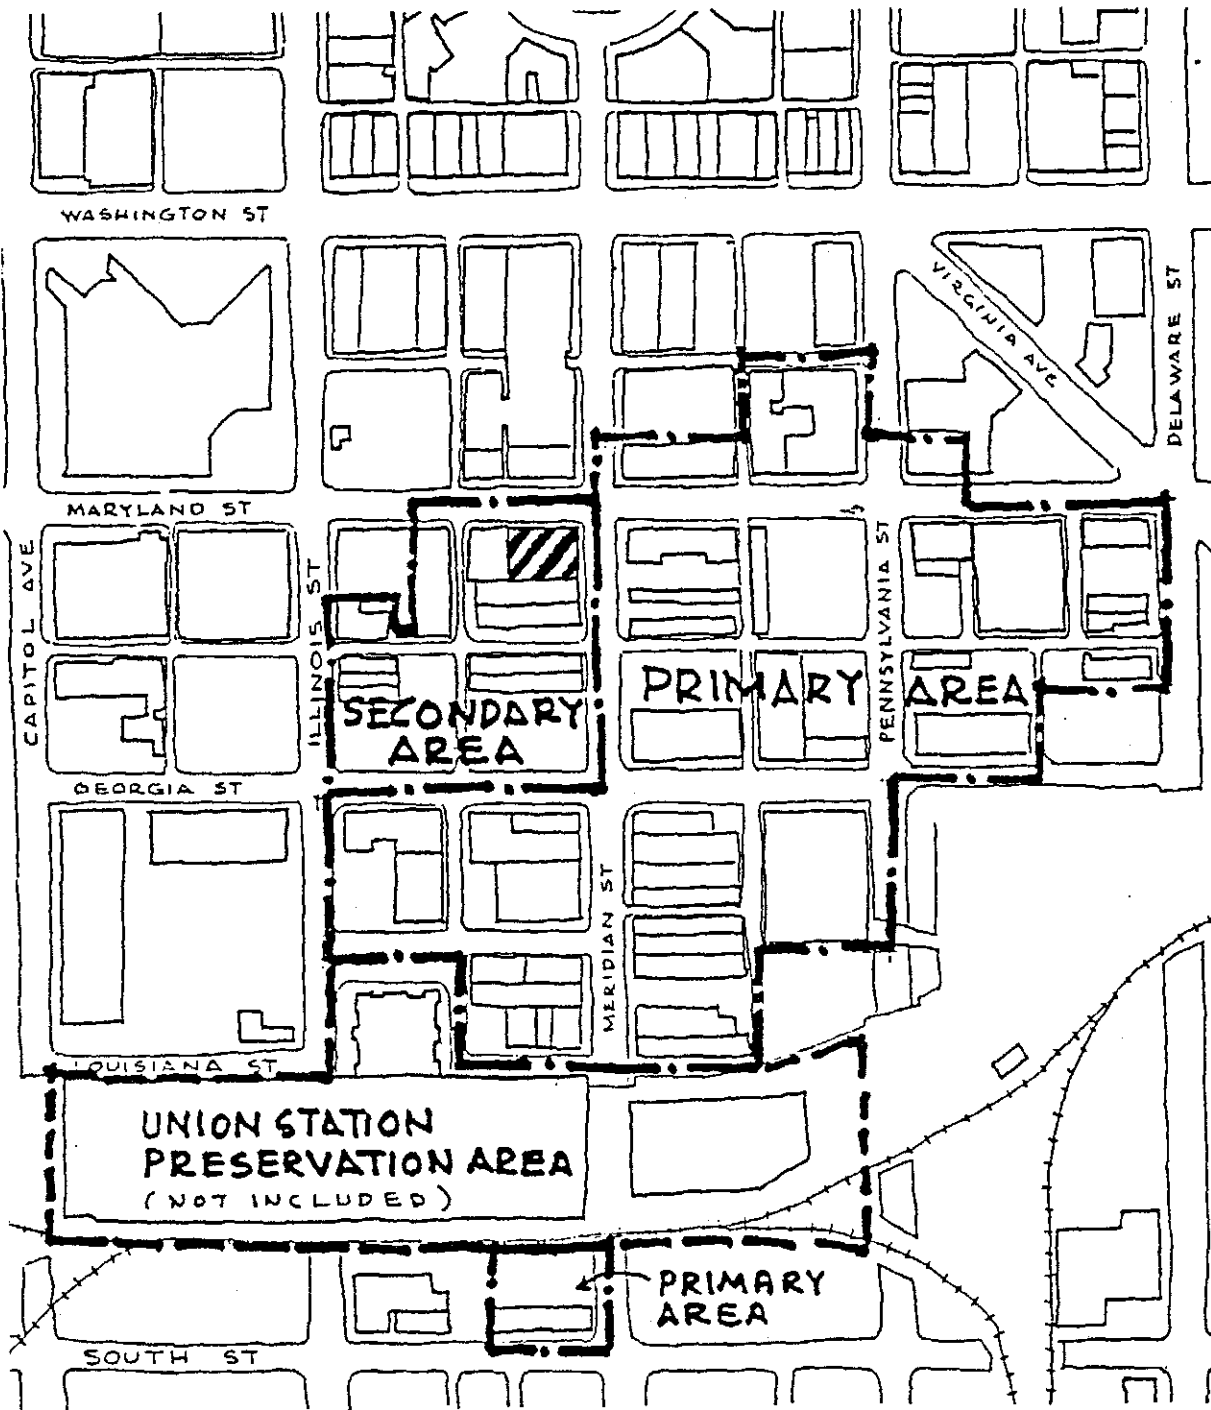 WASHINGTON ST
VIRGINIA AVE
DELAWARE ST
MARYLAND ST
CAPITOL AVE
ILLINOIS ST
PENNSYLVANIA ST
PRIMARY AREA
SECONDARY
AREA
GEORGIA ST
MERIDIAN ST
LOUISIANA ST
UNION STATION
PRESERVATION AREA
(NOT INCLUDED)
PRIMARY
AREA
SOUTH ST